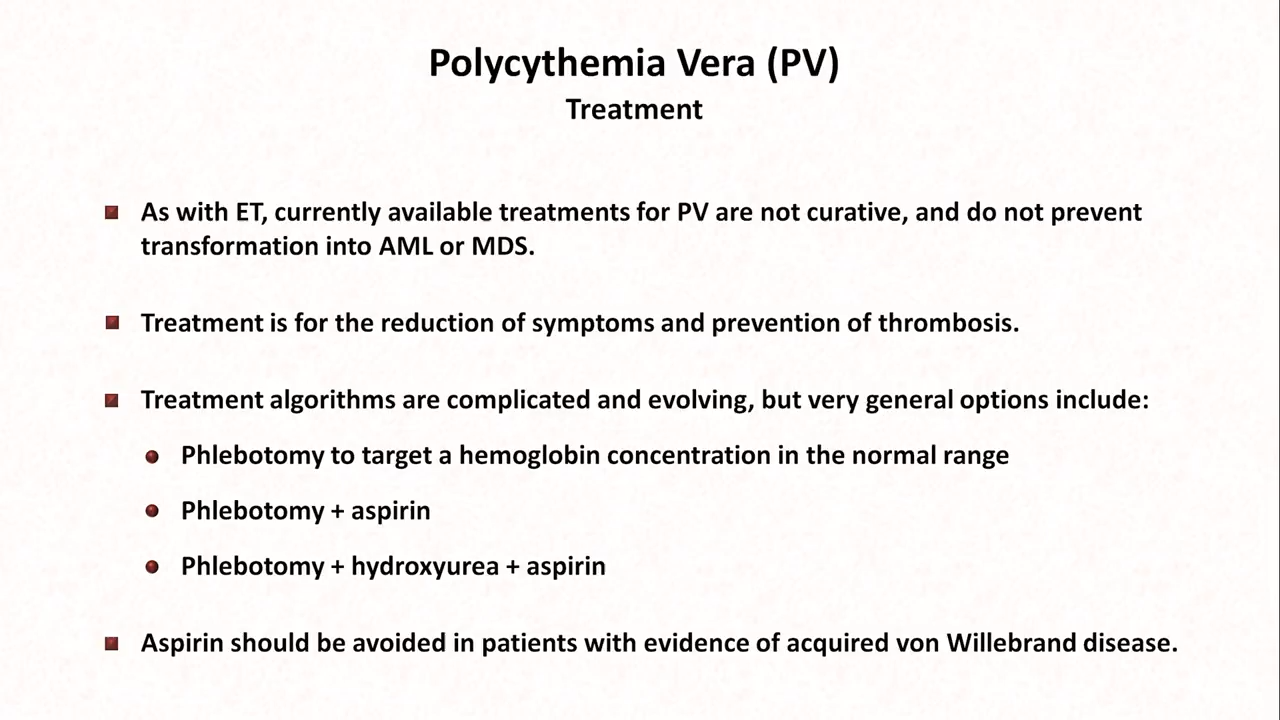 Polycythemia Vera (PV)
Treatment
As with ET, currently available treatments for PV are not curative, and do not prevent
transformation into AML or MDS.
Treatment is for the reduction of symptoms and prevention of thrombosis.
Treatment algorithms are complicated and evolving, but very general options include:
Phlebotomy to target a hemoglobin concentration in the normal range
Phlebotomy + aspirin
Phlebotomy + hydroxyurea + aspirin
Aspirin should be avoided in patients with evidence of acquired von Willebrand disease.